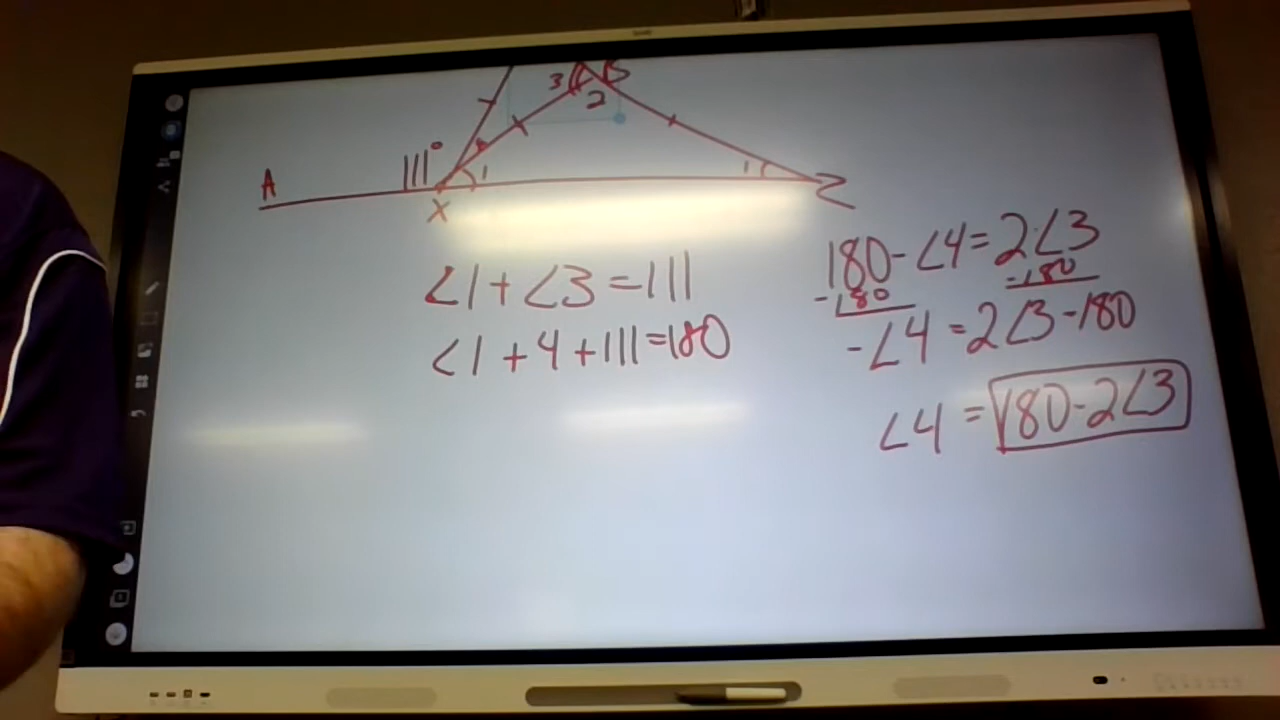 3
2
111°
A
1
1
X
Z
∠1 + ∠3 = 111
∠1 + 4 + 111 = 180
180 - ∠4 = 2∠3
-180 -180
-∠4 = 2∠3 - 180
∠4 = 180 - 2∠3